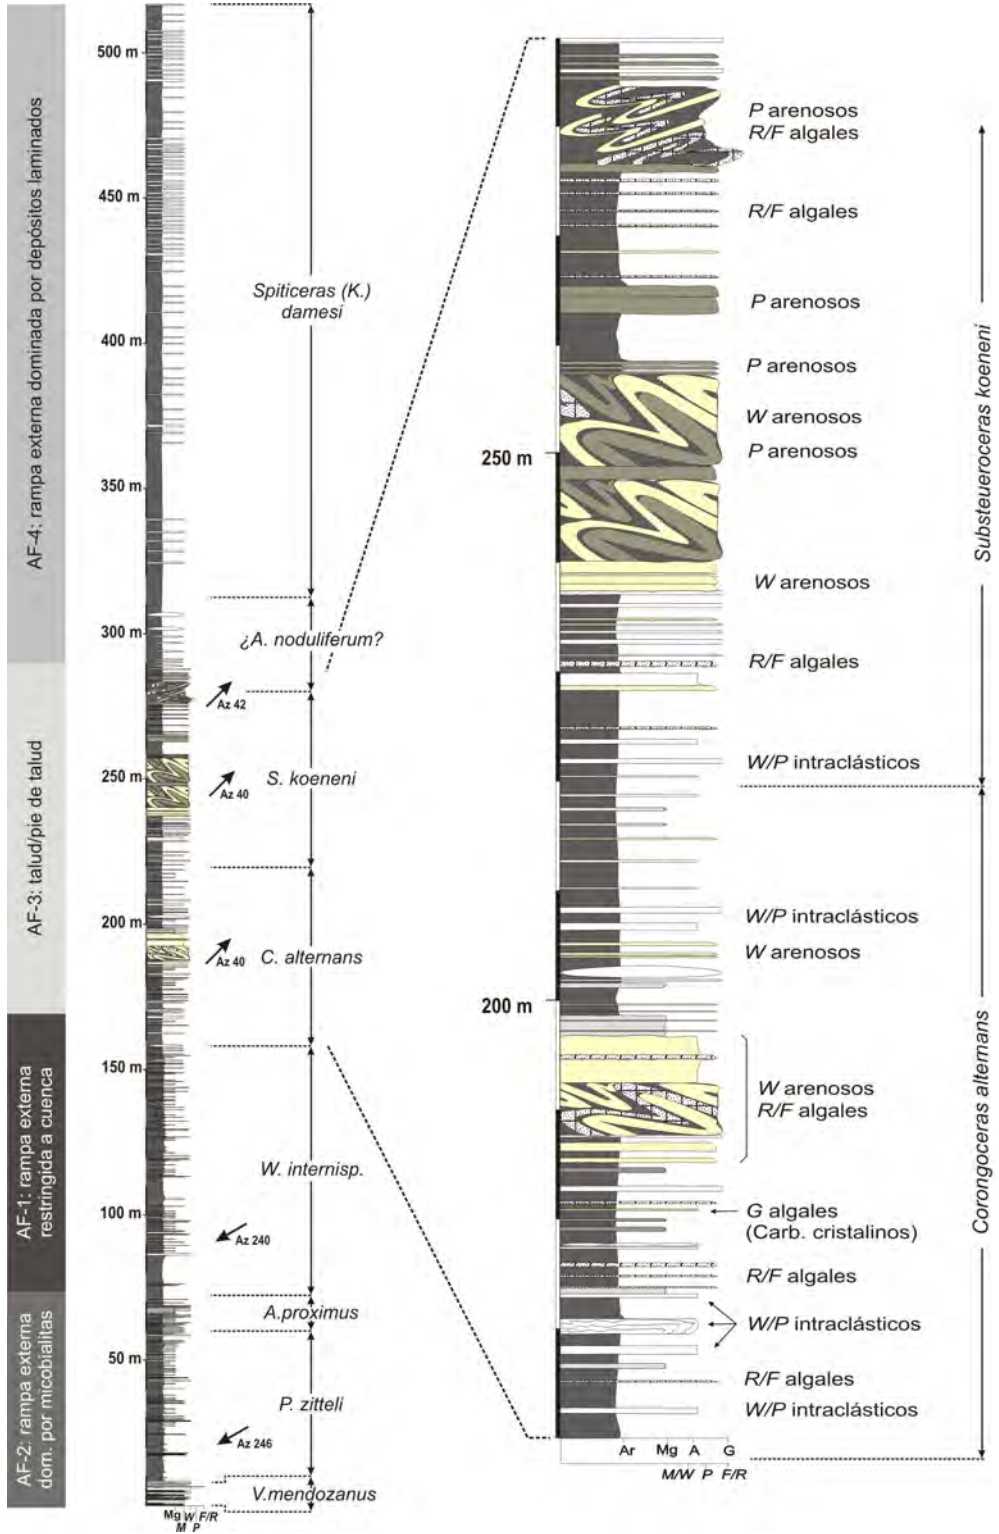 AF-4: rampa externa dominada por depósitos laminados
AF-3: talud/pie de talud
AF-1: rampa externa
restringida a cuenca
AF-2: rampa externa
dom. por micobialitas
500 m
450 m
400 m
350 m
300 m
250 m
200 m
150 m
100 m
50 m
Mg W F/R
M P
Az 42
Az 40
Az 40
Az 240
Az 246
Spiticeras (K.)
damesi
¿A. noduliferum?
S. koeneni
C. alternans
W. internisp.
A.proximus
P. zitteli
V.mendozanus
250 m
200 m
P arenosos
R/F algales
R/F algales
P arenosos
P arenosos
W arenosos
P arenosos
W arenosos
R/F algales
W/P intraclásticos
W/P intraclásticos
W arenosos
W arenosos
R/F algales
G algales
(Carb. cristalinos)
R/F algales
W/P intraclásticos
R/F algales
W/P intraclásticos
Ar Mg A G
M/W P F/R
Substeueroceras koeneni
Corongoceras alternans